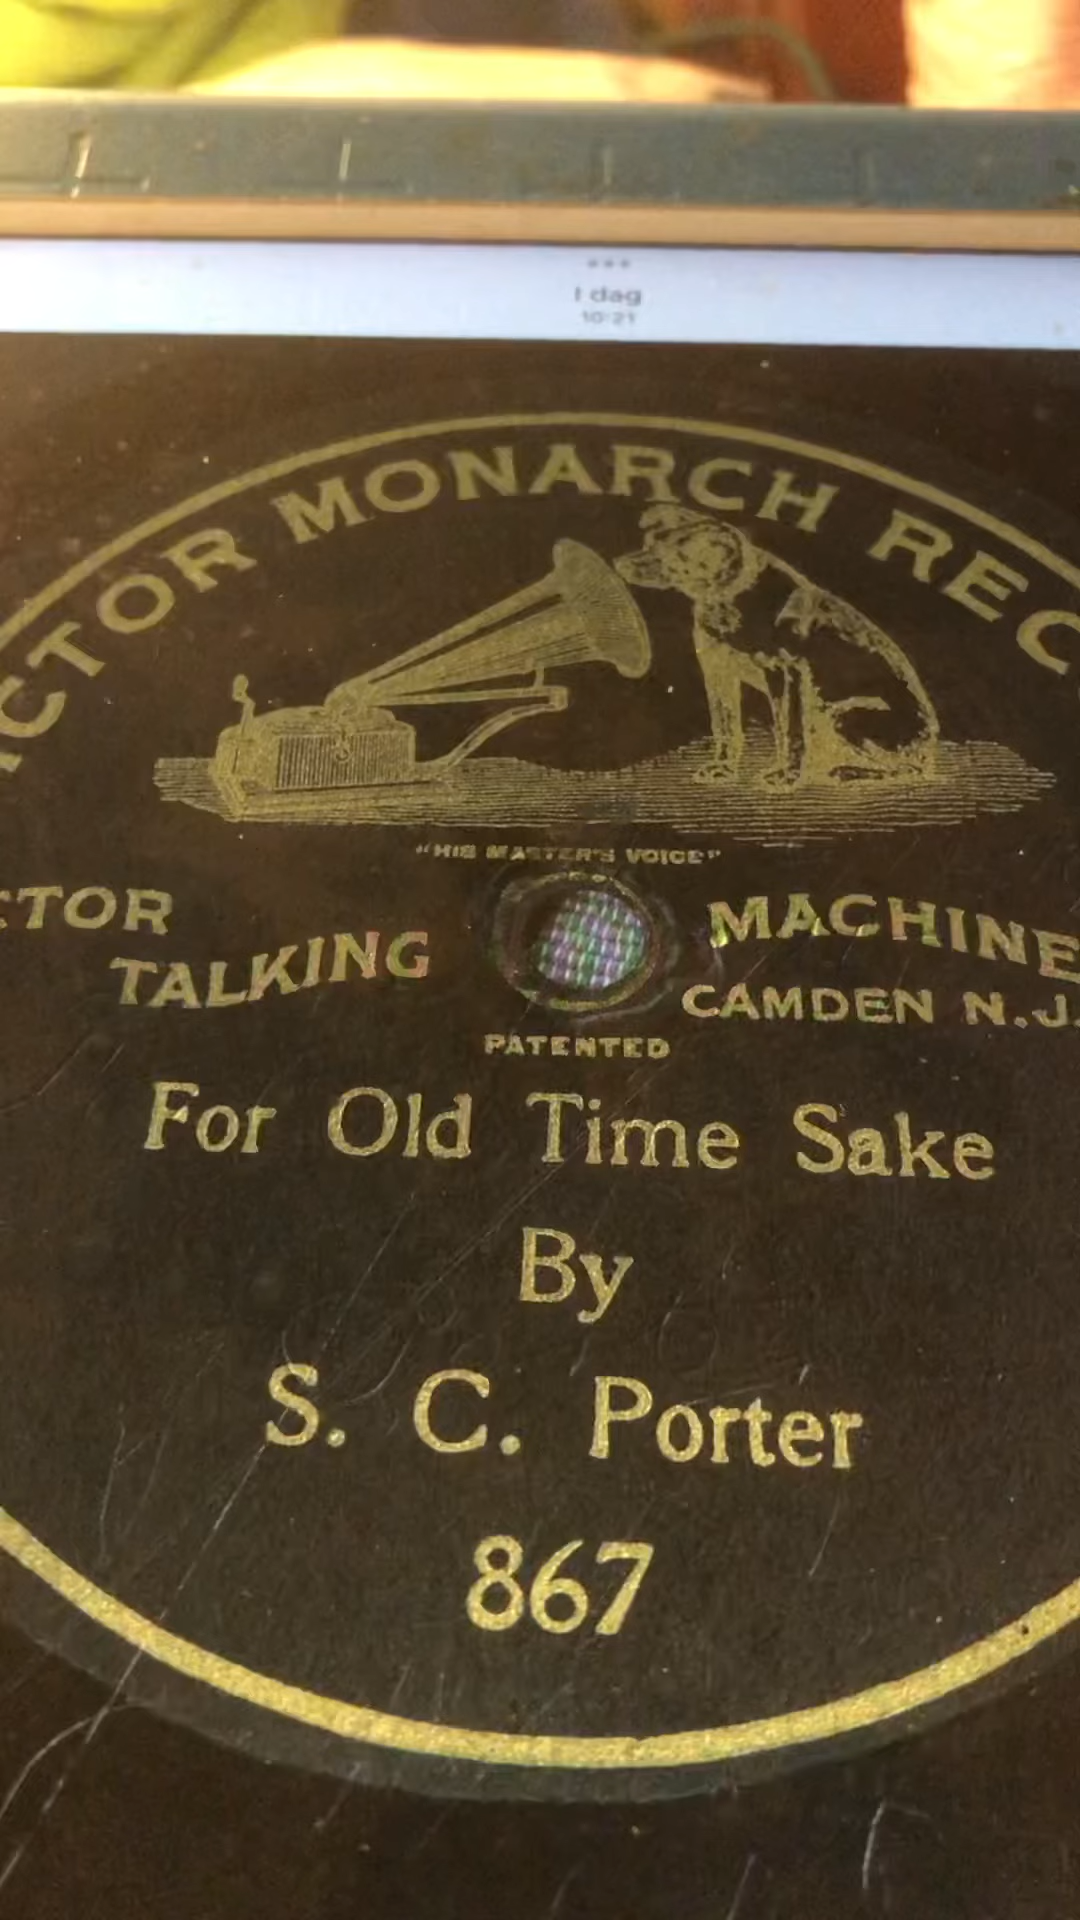 I dag
10:21
ICTOR MONARCH REC
"HIS MASTER'S VOICE"
CTOR
TALKING
MACHINE
CAMDEN N.J.
PATENTED
For Old Time Sake
By
S. C. Porter
867